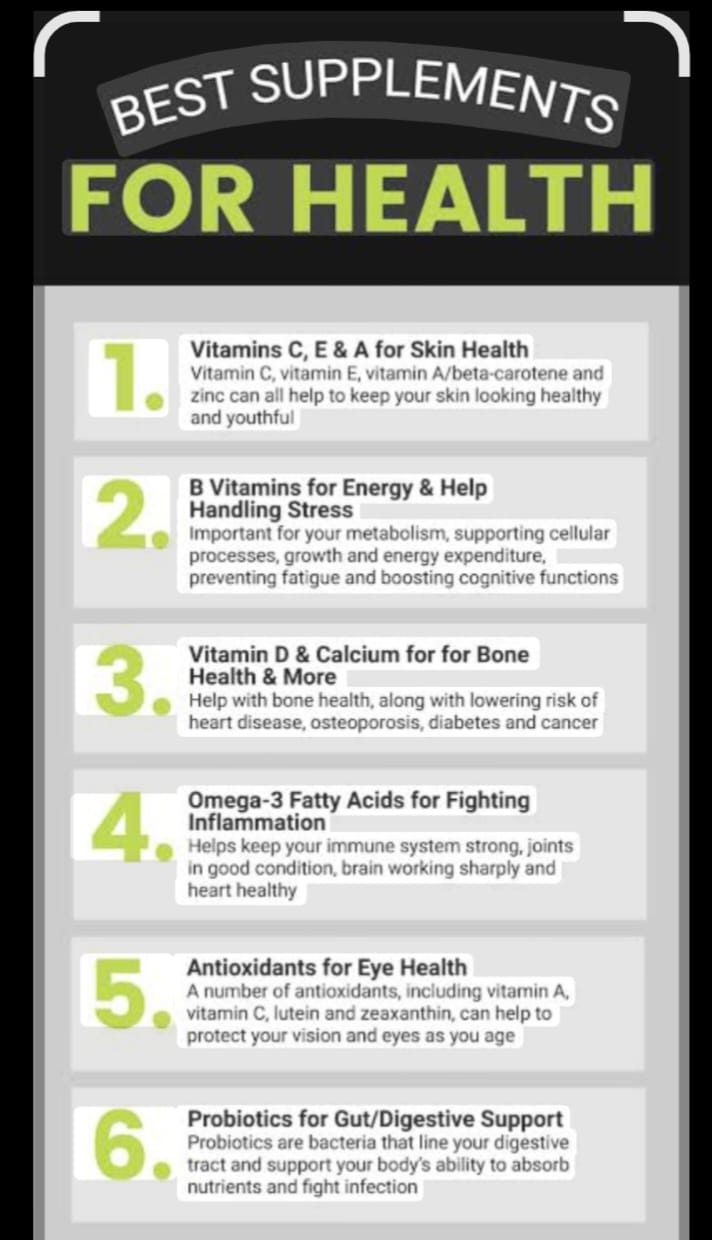 BEST SUPPLEMENTS
FOR HEALTH
1.
Vitamins C, E & A for Skin Health
Vitamin C, vitamin E, vitamin A/beta-carotene and
zinc can all help to keep your skin looking healthy
and youthful
2.
B Vitamins for Energy & Help
Handling Stress
Important for your metabolism, supporting cellular
processes, growth and energy expenditure,
preventing fatigue and boosting cognitive functions
3.
Vitamin D & Calcium for for Bone
Health & More
Help with bone health, along with lowering risk of
heart disease, osteoporosis, diabetes and cancer
4.
Omega-3 Fatty Acids for Fighting
Inflammation
Helps keep your immune system strong, joints
in good condition, brain working sharply and
heart healthy
5.
Antioxidants for Eye Health
A number of antioxidants, including vitamin A,
vitamin C, lutein and zeaxanthin, can help to
protect your vision and eyes as you age
6.
Probiotics for Gut/Digestive Support
Probiotics are bacteria that line your digestive
tract and support your body's ability to absorb
nutrients and fight infection